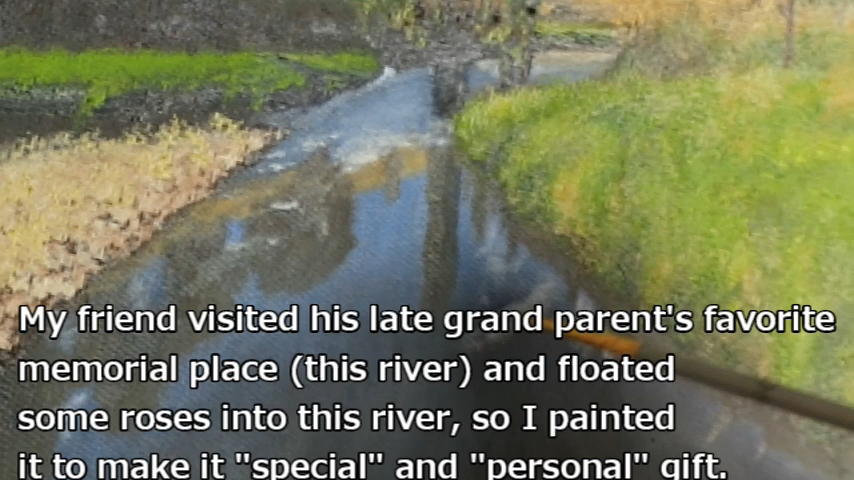 My friend visited his late grand parent's favorite
memorial place (this river) and floated
some roses into this river, so I painted
it to make it "special" and "personal" gift.